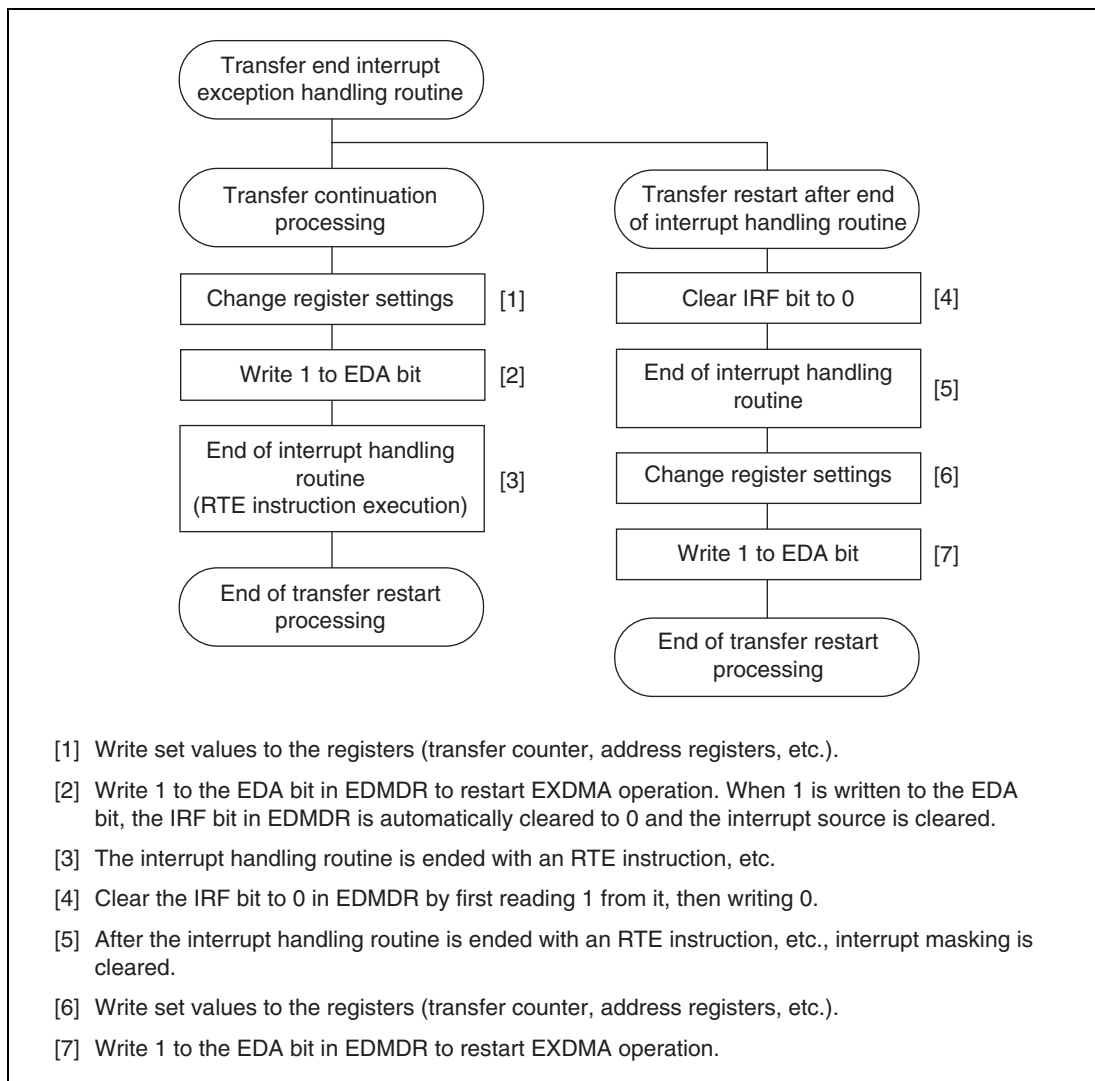 Transfer end interrupt
exception handling routine
Transfer continuation
processing
Change register settings [1]
Write 1 to EDA bit [2]
End of interrupt handling
routine
(RTE instruction execution) [3]
End of transfer restart
processing
Transfer restart after end
of interrupt handling routine
Clear IRF bit to 0 [4]
End of interrupt handling
routine [5]
Change register settings [6]
Write 1 to EDA bit [7]
End of transfer restart
processing
[1] Write set values to the registers (transfer counter, address registers, etc.).
[2] Write 1 to the EDA bit in EDMDR to restart EXDMA operation. When 1 is written to the EDA
bit, the IRF bit in EDMDR is automatically cleared to 0 and the interrupt source is cleared.
[3] The interrupt handling routine is ended with an RTE instruction, etc.
[4] Clear the IRF bit to 0 in EDMDR by first reading 1 from it, then writing 0.
[5] After the interrupt handling routine is ended with an RTE instruction, etc., interrupt masking is
cleared.
[6] Write set values to the registers (transfer counter, address registers, etc.).
[7] Write 1 to the EDA bit in EDMDR to restart EXDMA operation.